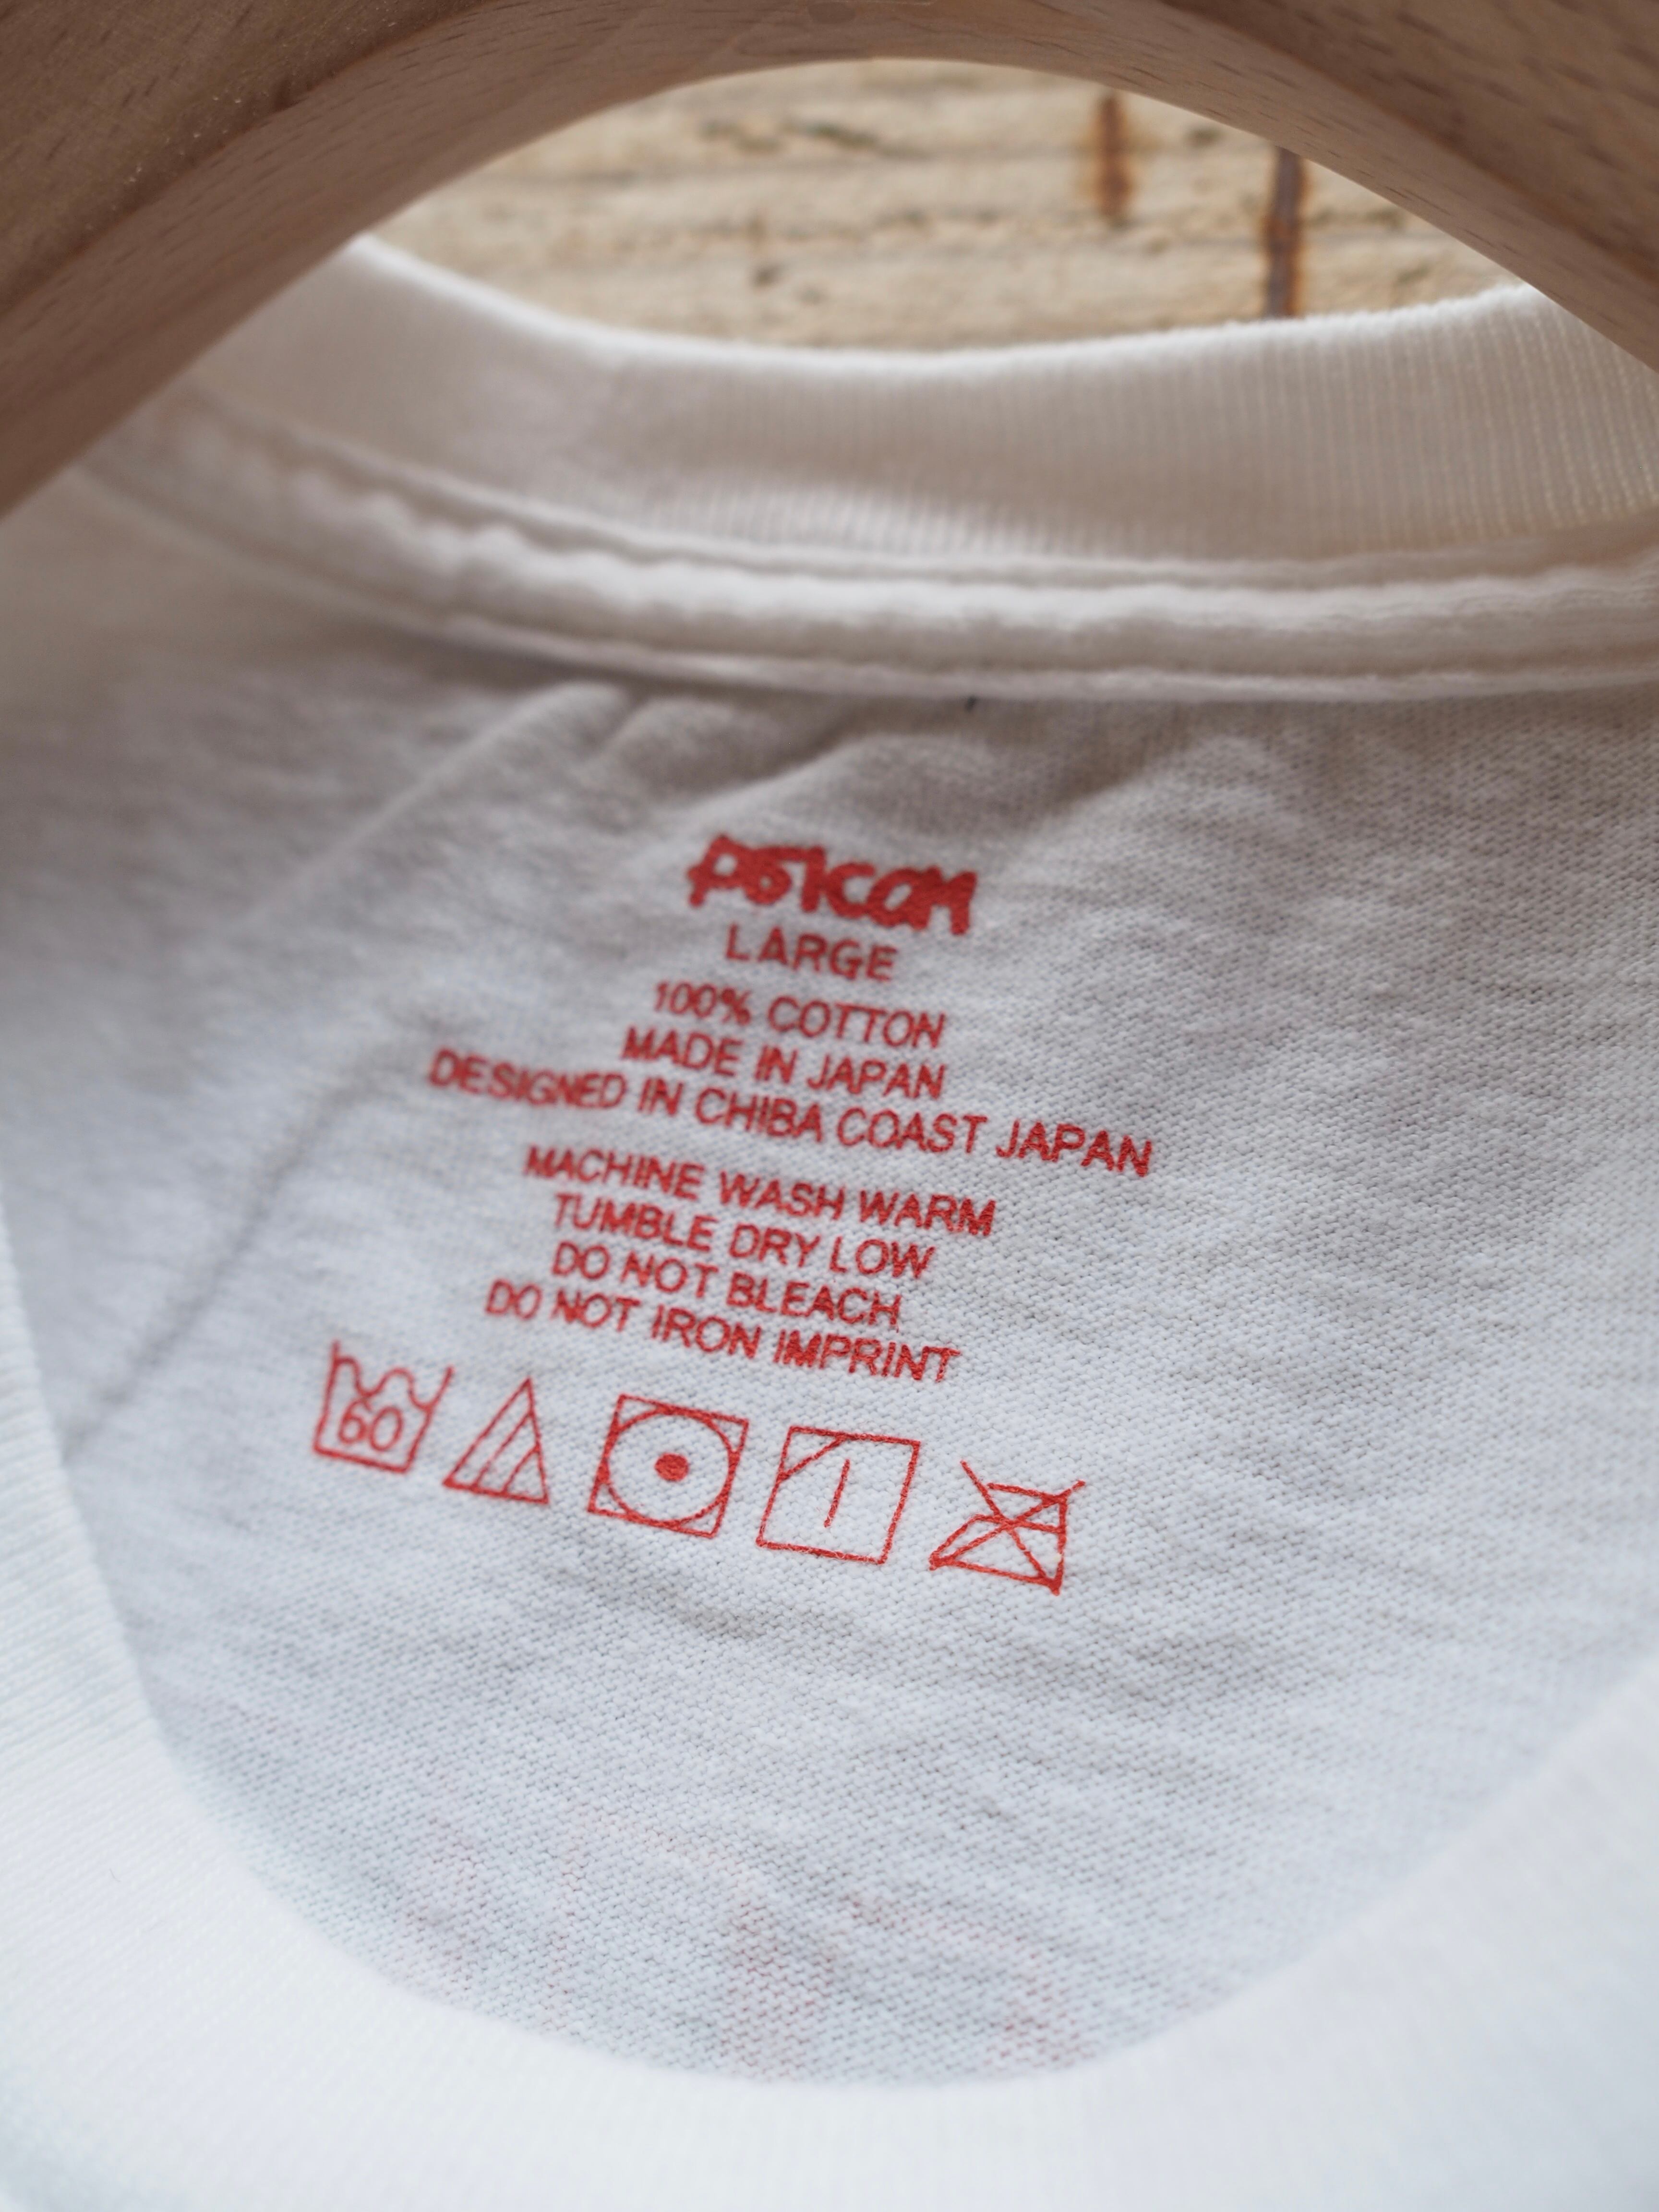 PSICOM
LARGE
100% COTTON
MADE IN JAPAN
DESIGNED IN CHIBA COAST JAPAN
MACHINE WASH WARM
TUMBLE DRY LOW
DO NOT BLEACH
DO NOT IRON IMPRINT
60